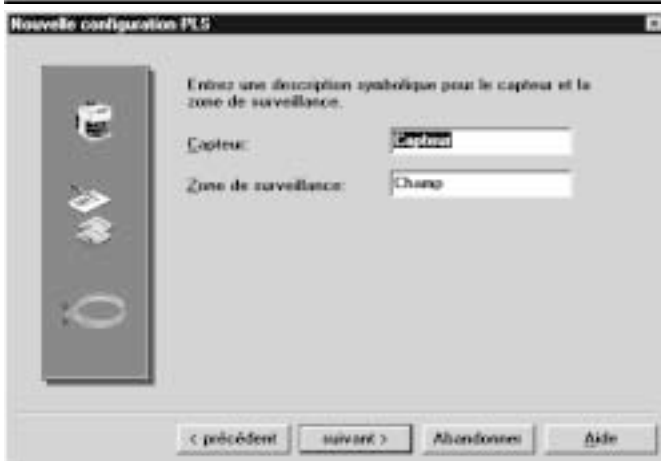 Nouvelle configuration PLS
Entrez une description symbolique pour le capteur et la
zone de surveillance.
Capteur:
Capteur
Zone de surveillance:
Champ
< précédent
suivant >
Abandonner
Aide